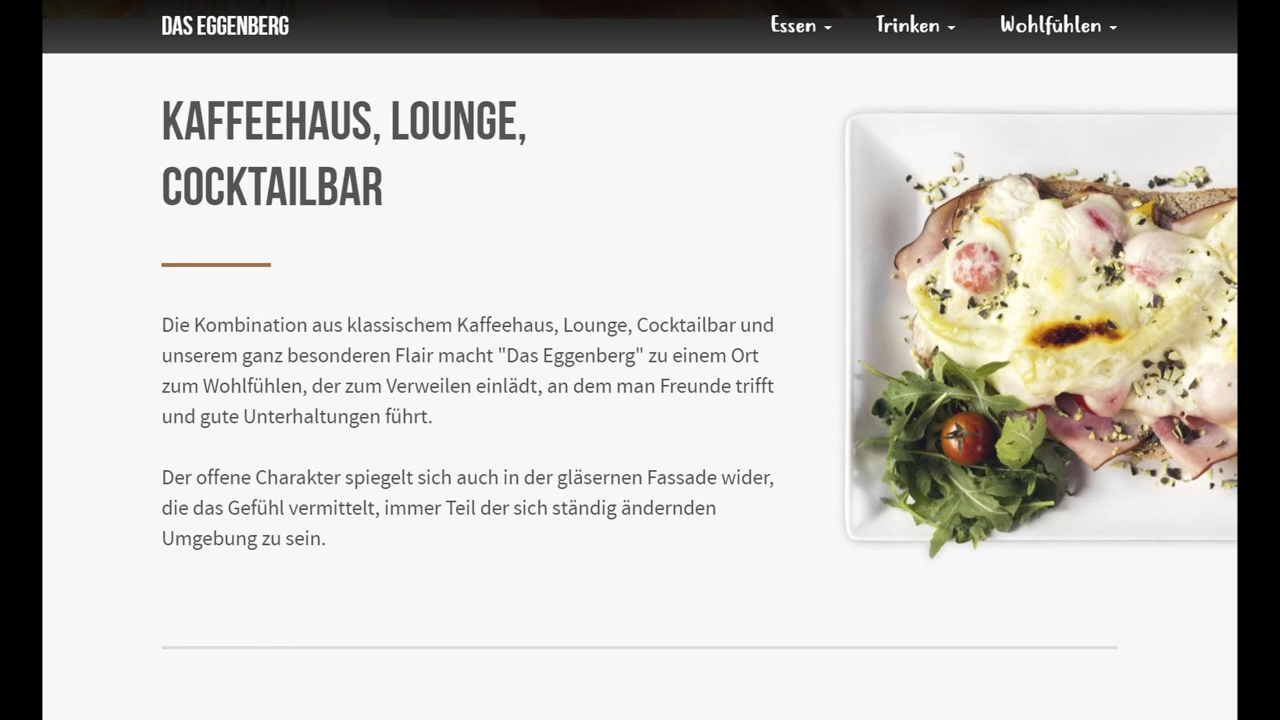 DAS EGGENBERG
Essen
Trinken
Wohlfühlen
KAFFEEHAUS, LOUNGE,
COCKTAILBAR
Die Kombination aus klassischem Kaffeehaus, Lounge, Cocktailbar und
unserem ganz besonderen Flair macht "Das Eggenberg" zu einem Ort
zum Wohlfühlen, der zum Verweilen einlädt, an dem man Freunde trifft
und gute Unterhaltungen führt.
Der offene Charakter spiegelt sich auch in der gläsernen Fassade wider,
die das Gefühl vermittelt, immer Teil der sich ständig ändernden
Umgebung zu sein.